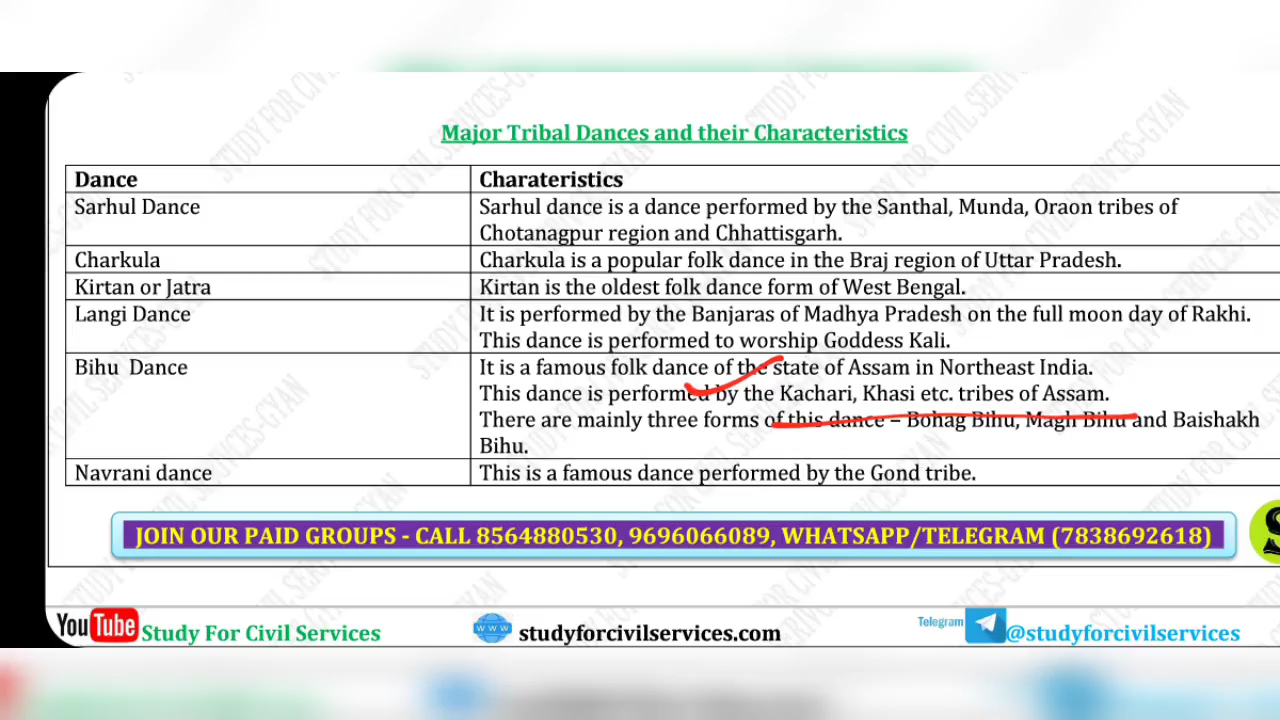 Major Tribal Dances and their Characteristics
Dance Charateristics
Sarhul Dance Sarhul dance is a dance performed by the Santhal, Munda, Oraon tribes of
Chotanagpur region and Chhattisgarh.
Charkula Charkula is a popular folk dance in the Braj region of Uttar Pradesh.
Kirtan or Jatra Kirtan is the oldest folk dance form of West Bengal.
Langi Dance It is performed by the Banjaras of Madhya Pradesh on the full moon day of Rakhi.
This dance is performed to worship Goddess Kali.
Bihu Dance It is a famous folk dance of the state of Assam in Northeast India.
This dance is performed by the Kachari, Khasi etc. tribes of Assam.
There are mainly three forms of this dance – Bohag Bihu, Magh Bihu and Baishakh
Bihu.
Navrani dance This is a famous dance performed by the Gond tribe.
JOIN OUR PAID GROUPS - CALL 8564880530, 9696066089, WHATSAPP/TELEGRAM (7838692618)
YouTube Study For Civil Services
WWW studyforcivilservices.com
Telegram @studyforcivilservices